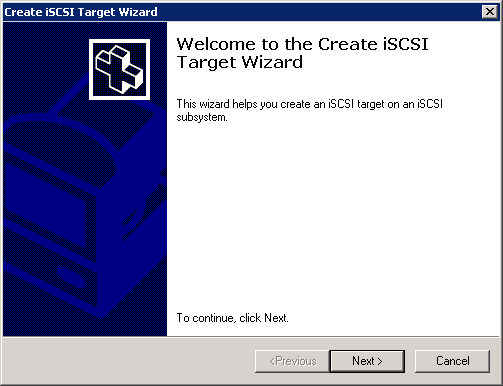 Create iSCSI Target Wizard
Welcome to the Create iSCSI
Target Wizard
This wizard helps you create an iSCSI target on an iSCSI
subsystem.
To continue, click Next.
<Previous Next > Cancel